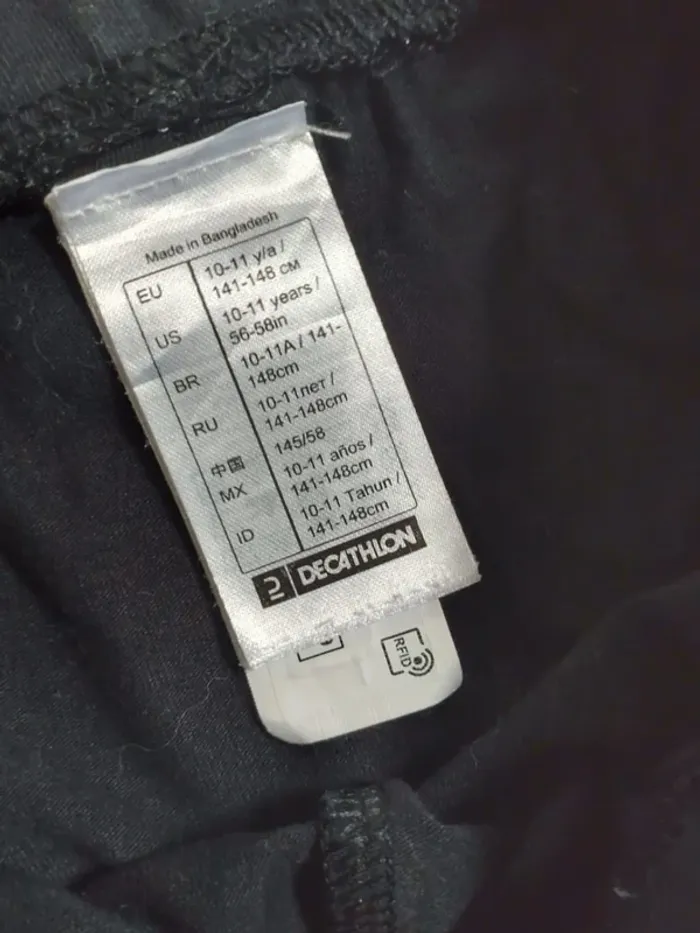 Made in Bangladesh
EU 10-11 y/a /
141-148 см
US 10-11 years /
56-58in
BR 10-11A / 141-
148cm
RU 10-11лет /
141-148cm
中国 145/58
MX 10-11 años /
141-148cm
ID 10-11 Tahun /
141-148cm
DECATHLON
RFID